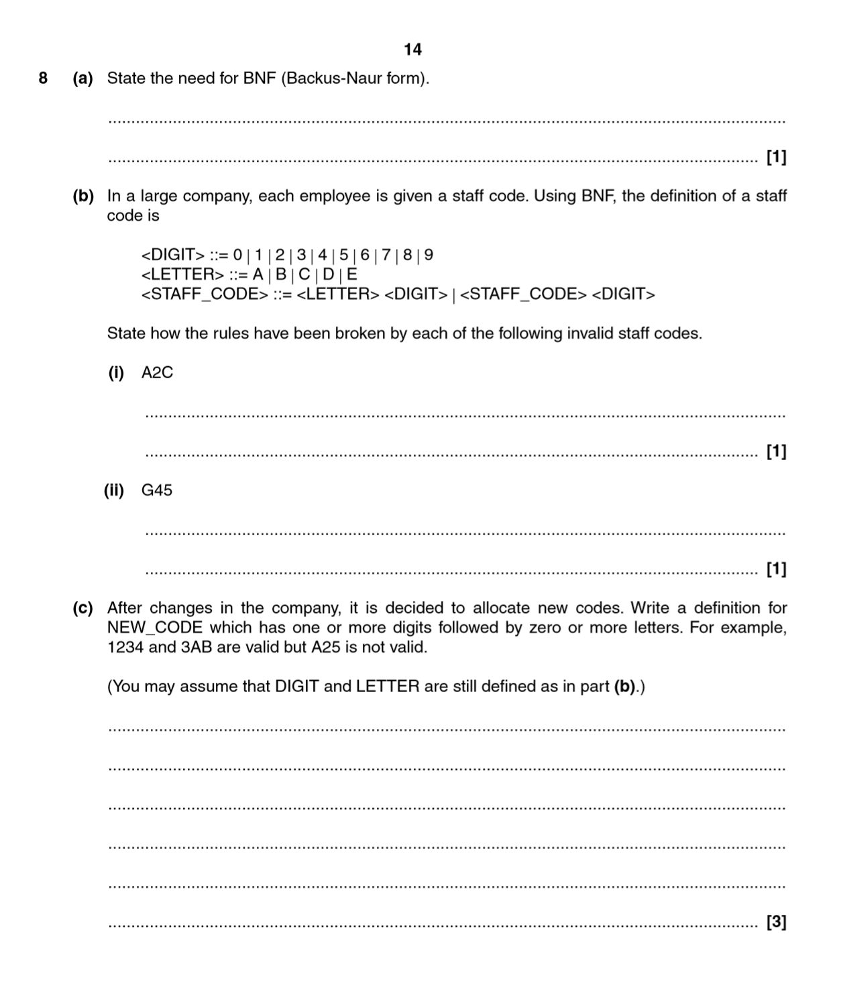 14
8 (a) State the need for BNF (Backus-Naur form).
................................................................
................................................................ [1]
(b) In a large company, each employee is given a staff code. Using BNF, the definition of a staff
code is
<DIGIT> ::= 0 | 1 | 2 | 3 | 4 | 5 | 6 | 7 | 8 | 9
<LETTER> ::= A | B | C | D | E
<STAFF_CODE> ::= <LETTER> <DIGIT> | <STAFF_CODE> <DIGIT>
State how the rules have been broken by each of the following invalid staff codes.
(i) A2C
................................................................
................................................................ [1]
(ii) G45
................................................................
................................................................ [1]
(c) After changes in the company, it is decided to allocate new codes. Write a definition for
NEW_CODE which has one or more digits followed by zero or more letters. For example,
1234 and 3AB are valid but A25 is not valid.
(You may assume that DIGIT and LETTER are still defined as in part (b).)
................................................................
................................................................
................................................................
................................................................
................................................................
................................................................ [3]